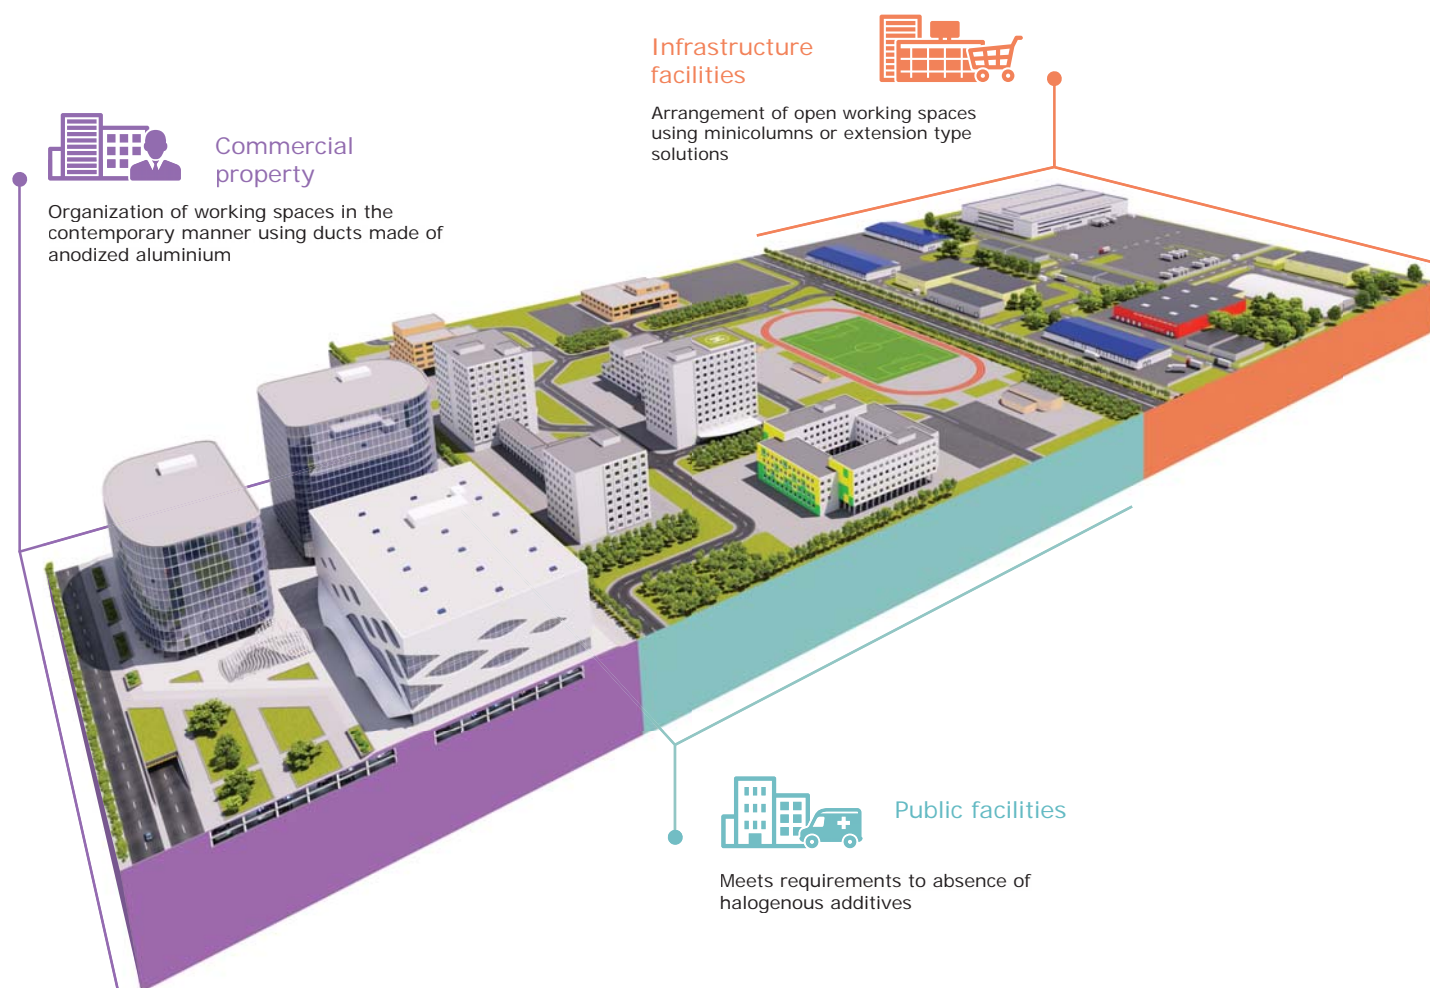 Infrastructure
facilities
Arrangement of open working spaces
using minicolumns or extension type
solutions
Commercial
property
Organization of working spaces in the
contemporary manner using ducts made of
anodized aluminium
Public facilities
Meets requirements to absence of
halogenous additives